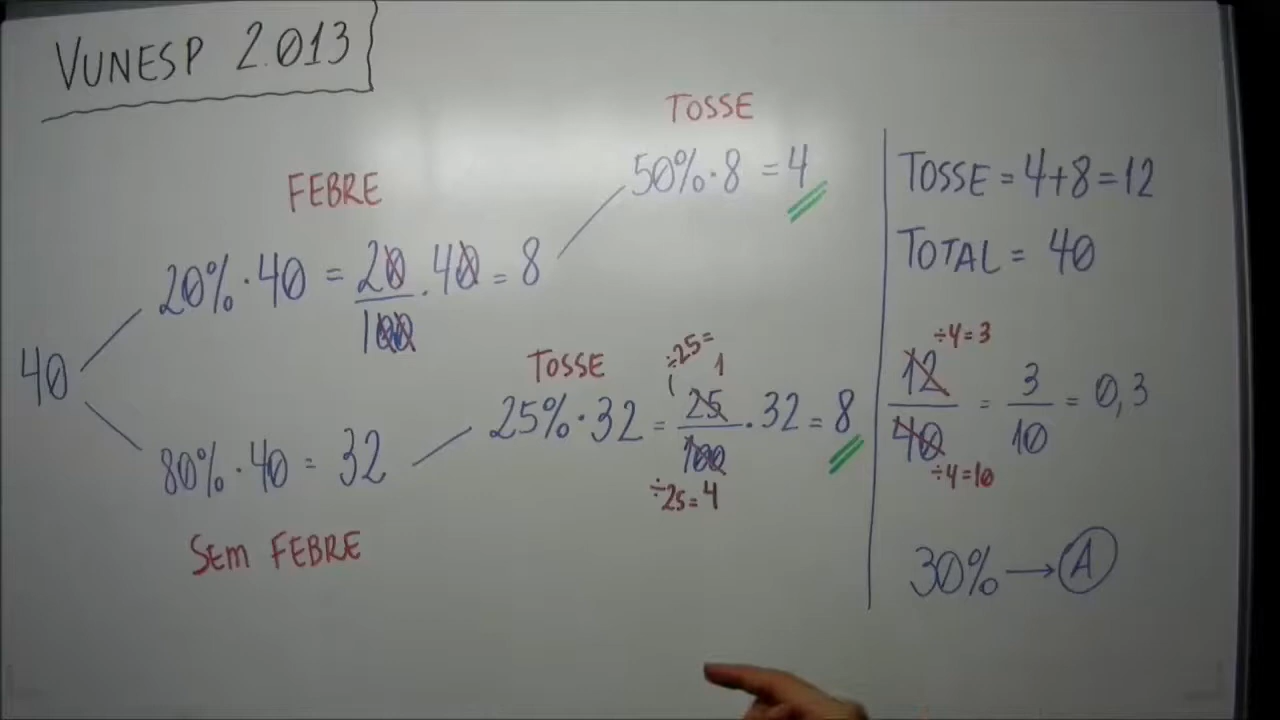 VUNESP 2.013
TOSSE
50%·8 = 4
FEBRE
20%·40 = 20/100 . 40 = 8
40
TOSSE
÷25=
1
25%·32 = 25/100 . 32 = 8
÷25=4
80%·40 = 32
SEM FEBRE
TOSSE = 4+8=12
TOTAL = 40
÷4=3
12/40 = 3/10 = 0,3
÷4=10
30% → A